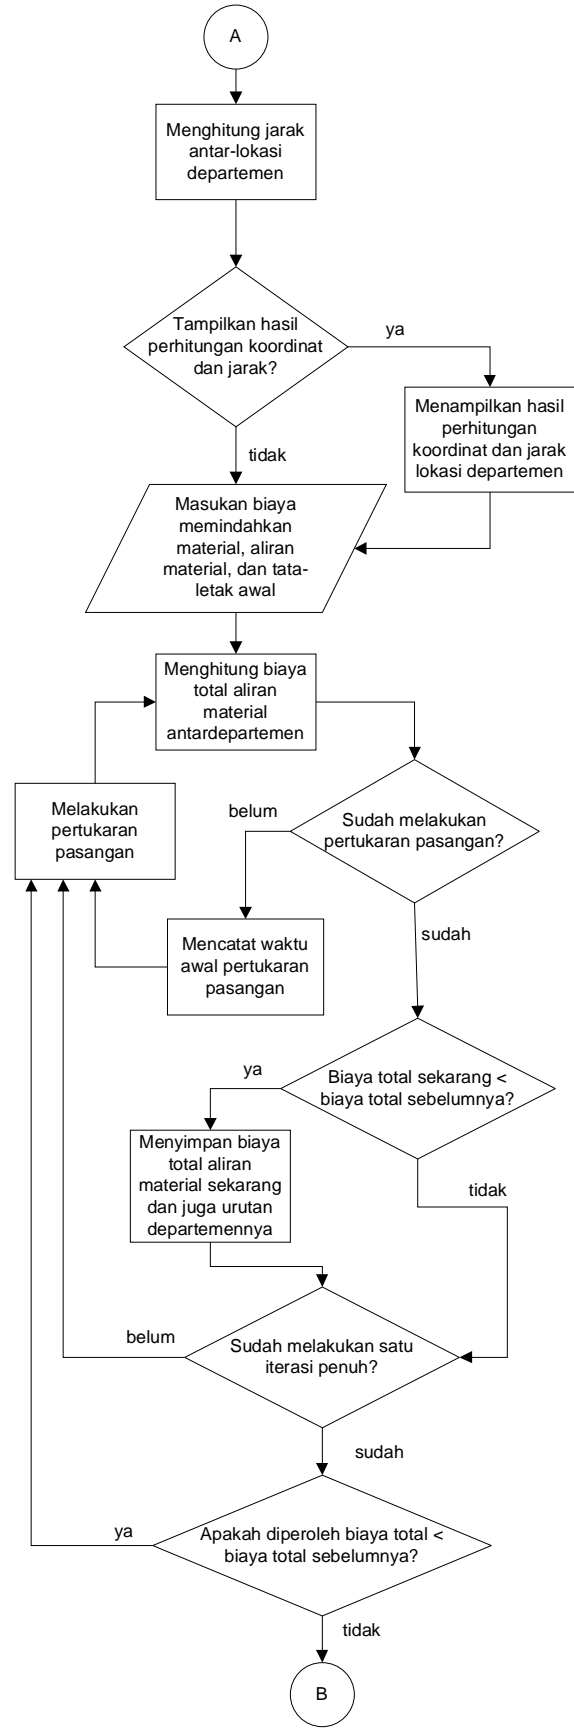 A
Menghitung jarak
antar-lokasi
departemen
Tampilkan hasil
perhitungan koordinat
dan jarak?
ya
Menampilkan hasil
perhitungan
koordinat dan jarak
lokasi departemen
tidak
Masukan biaya
memindahkan
material, aliran
material, dan tata-
letak awal
Menghitung biaya
total aliran
material
antardepartemen
Melakukan
pertukaran
pasangan
belum
Sudah melakukan
pertukaran pasangan?
Mencatat waktu
awal pertukaran
pasangan
sudah
ya
Biaya total sekarang <
biaya total sebelumnya?
Menyimpan biaya
total aliran
material sekarang
dan juga urutan
departemennya
tidak
belum
Sudah melakukan satu
iterasi penuh?
sudah
ya
Apakah diperoleh biaya total <
biaya total sebelumnya?
tidak
B